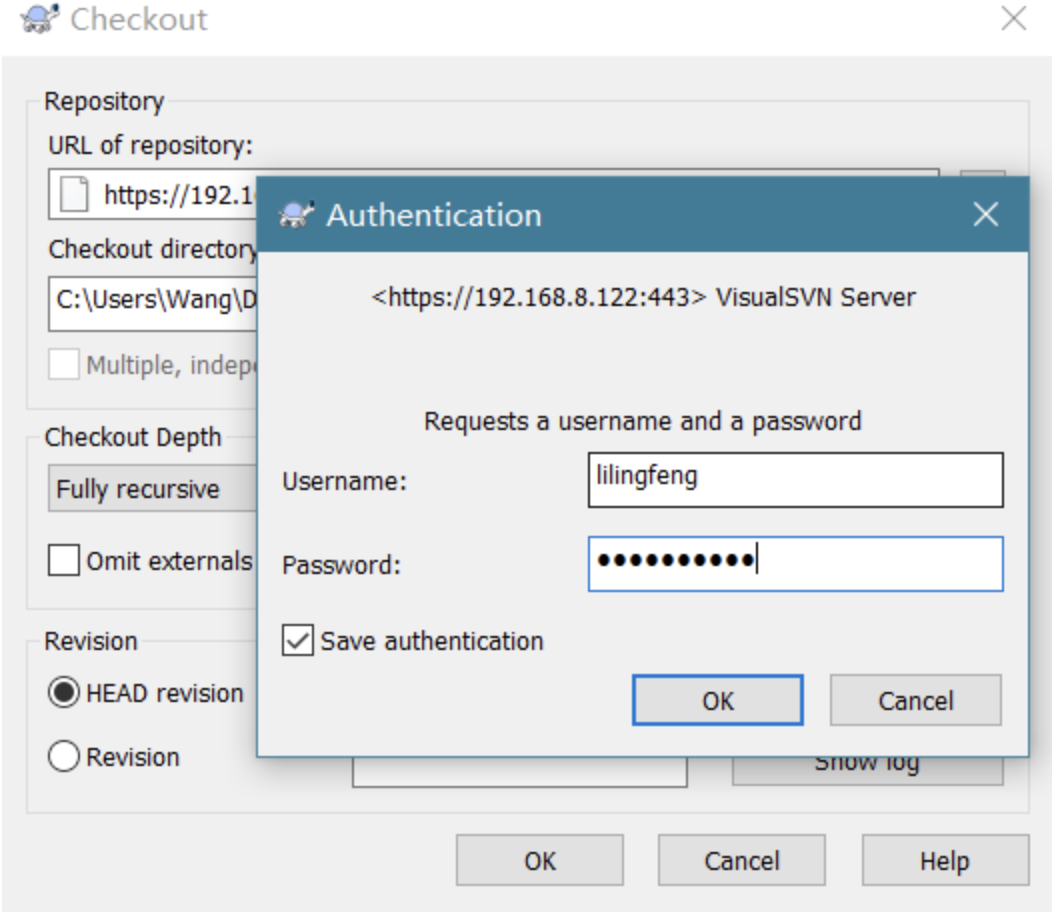 Checkout
Repository
URL of repository:
https://192.1
Authentication
Checkout directory
C:\Users\Wang\D
<https://192.168.8.122:443> VisualSVN Server
Multiple,
Requests a username and a password
Checkout Depth
Fully recursive
Username:
lilingfeng
Omit externals
Password:
●●●●●●●●●●
Save authentication
Revision
HEAD revision
OK
Cancel
Revision
Show log
OK
Cancel
Help